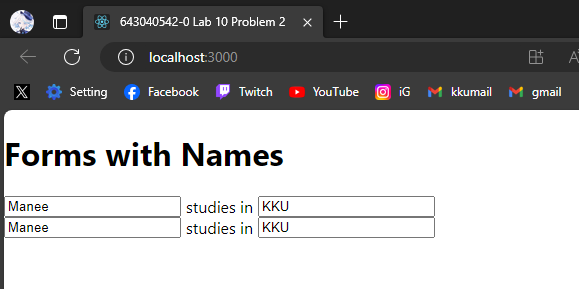 643040542-0 Lab 10 Problem 2
localhost:3000
Setting Facebook Twitch YouTube iG kkumail gmail
Forms with Names
Manee studies in KKU
Manee studies in KKU